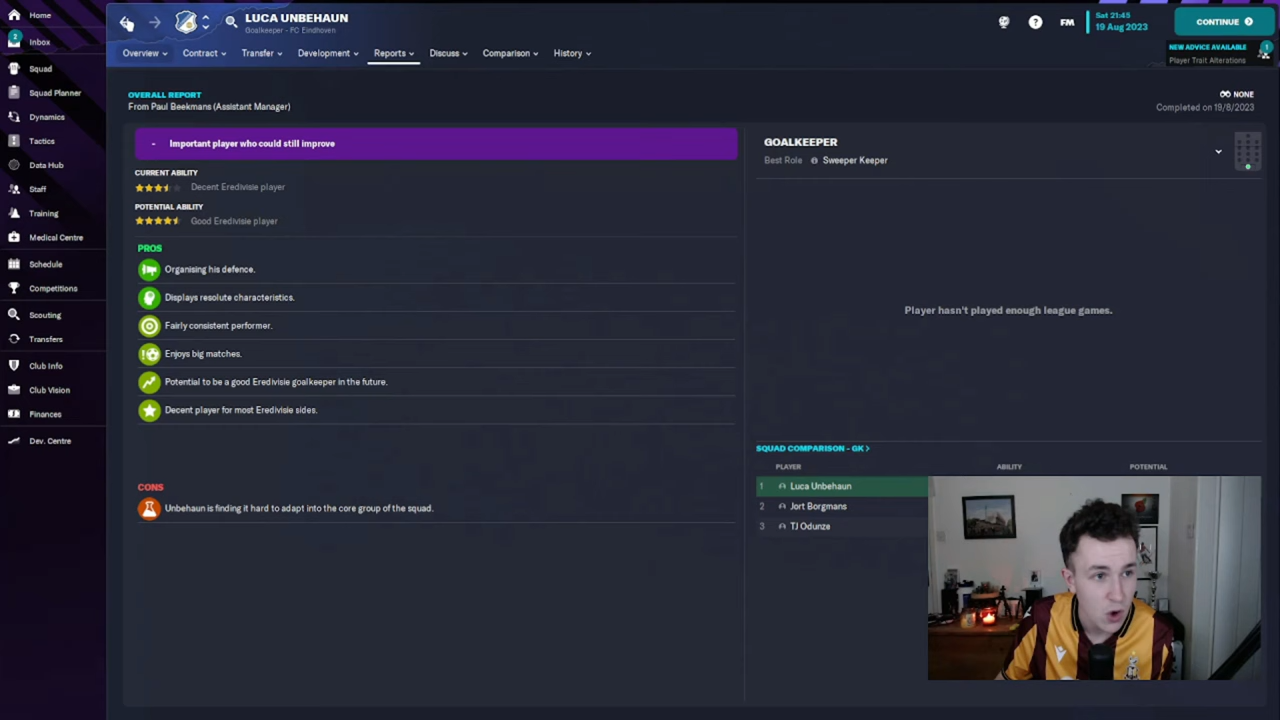 Home
LUCA UNBEHAUN
Goalkeeper - FC Eindhoven
FM
Sat 21:45
19 Aug 2023
CONTINUE
2
Inbox
Overview
Contract
Transfer
Development
Reports
Discuss
Comparison
History
NEW ADVICE AVAILABLE
1
Player Trait Alterations
Squad
Squad Planner
Dynamics
Tactics
Data Hub
Staff
Training
Medical Centre
Schedule
Competitions
Scouting
Transfers
Club Info
Club Vision
Finances
Dev. Centre
OVERALL REPORT
From Paul Beekmans (Assistant Manager)
NONE
Completed on 19/8/2023
- Important player who could still improve
CURRENT ABILITY
Decent Eredivisie player
POTENTIAL ABILITY
Good Eredivisie player
PROS
Organising his defence.
Displays resolute characteristics.
Fairly consistent performer.
Enjoys big matches.
Potential to be a good Eredivisie goalkeeper in the future.
Decent player for most Eredivisie sides.
CONS
Unbehaun is finding it hard to adapt into the core group of the squad.
GOALKEEPER
Best Role Sweeper Keeper
Player hasn't played enough league games.
SQUAD COMPARISON - GK >
PLAYER ABILITY POTENTIAL
1 Luca Unbehaun
2 Jort Borgmans
3 TJ Odunze